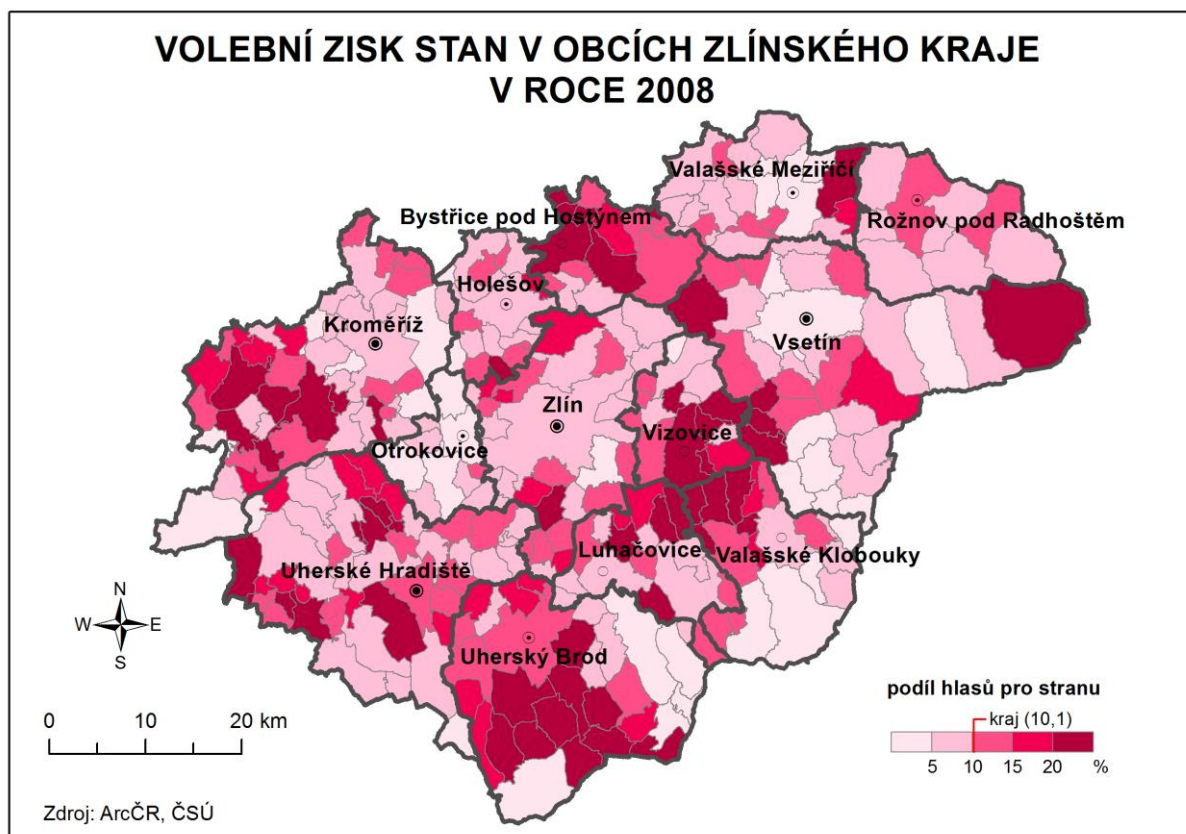 VOLEBNÍ ZISK STAN V OBCÍCH ZLÍNSKÉHO KRAJE
V ROCE 2008
Valašské Meziříčí
Rožnov pod Radhoštěm
Bystřice pod Hostýnem
Holešov
Kroměříž
Vsetín
Zlín
Vizovice
Otrokovice
Luhačovice
Valašské Klobouky
Uherské Hradiště
Uherský Brod
N
W E
S
0 10 20 km
podíl hlasů pro stranu
kraj (10,1)
5 10 15 20 %
Zdroj: ArcČR, ČSÚ